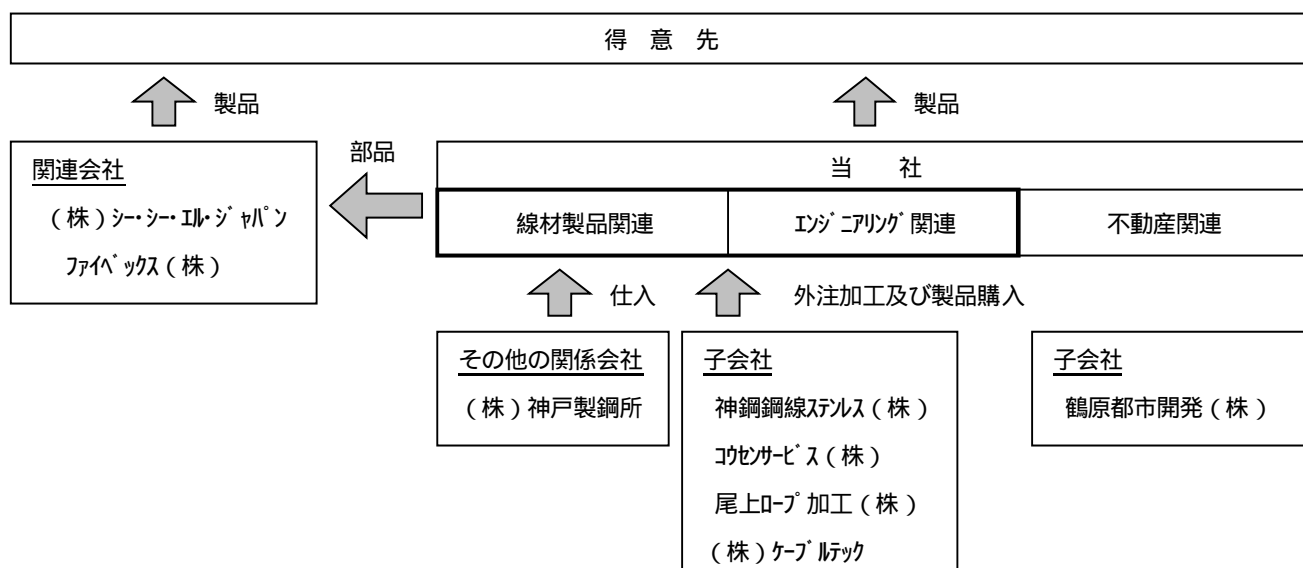 得 意 先
製品
製品
関連会社
（株）ｼｰ･ｼｰ･ｴﾙ･ｼﾞｬﾊﾟﾝ
ﾌｧｲﾍﾞｯｸｽ（株）
部品
当 社
線材製品関連
ｴﾝｼﾞﾆｱﾘﾝｸﾞ関連
不動産関連
仕入
外注加工及び製品購入
その他の関係会社
（株）神戸製鋼所
子会社
神鋼鋼線ｽﾃﾝﾚｽ（株）
ｺｳｾﾝｻｰﾋﾞｽ（株）
尾上ﾛｰﾌﾟ加工（株）
（株）ｹｰﾌﾞﾙﾃｯｸ
子会社
鶴原都市開発（株）